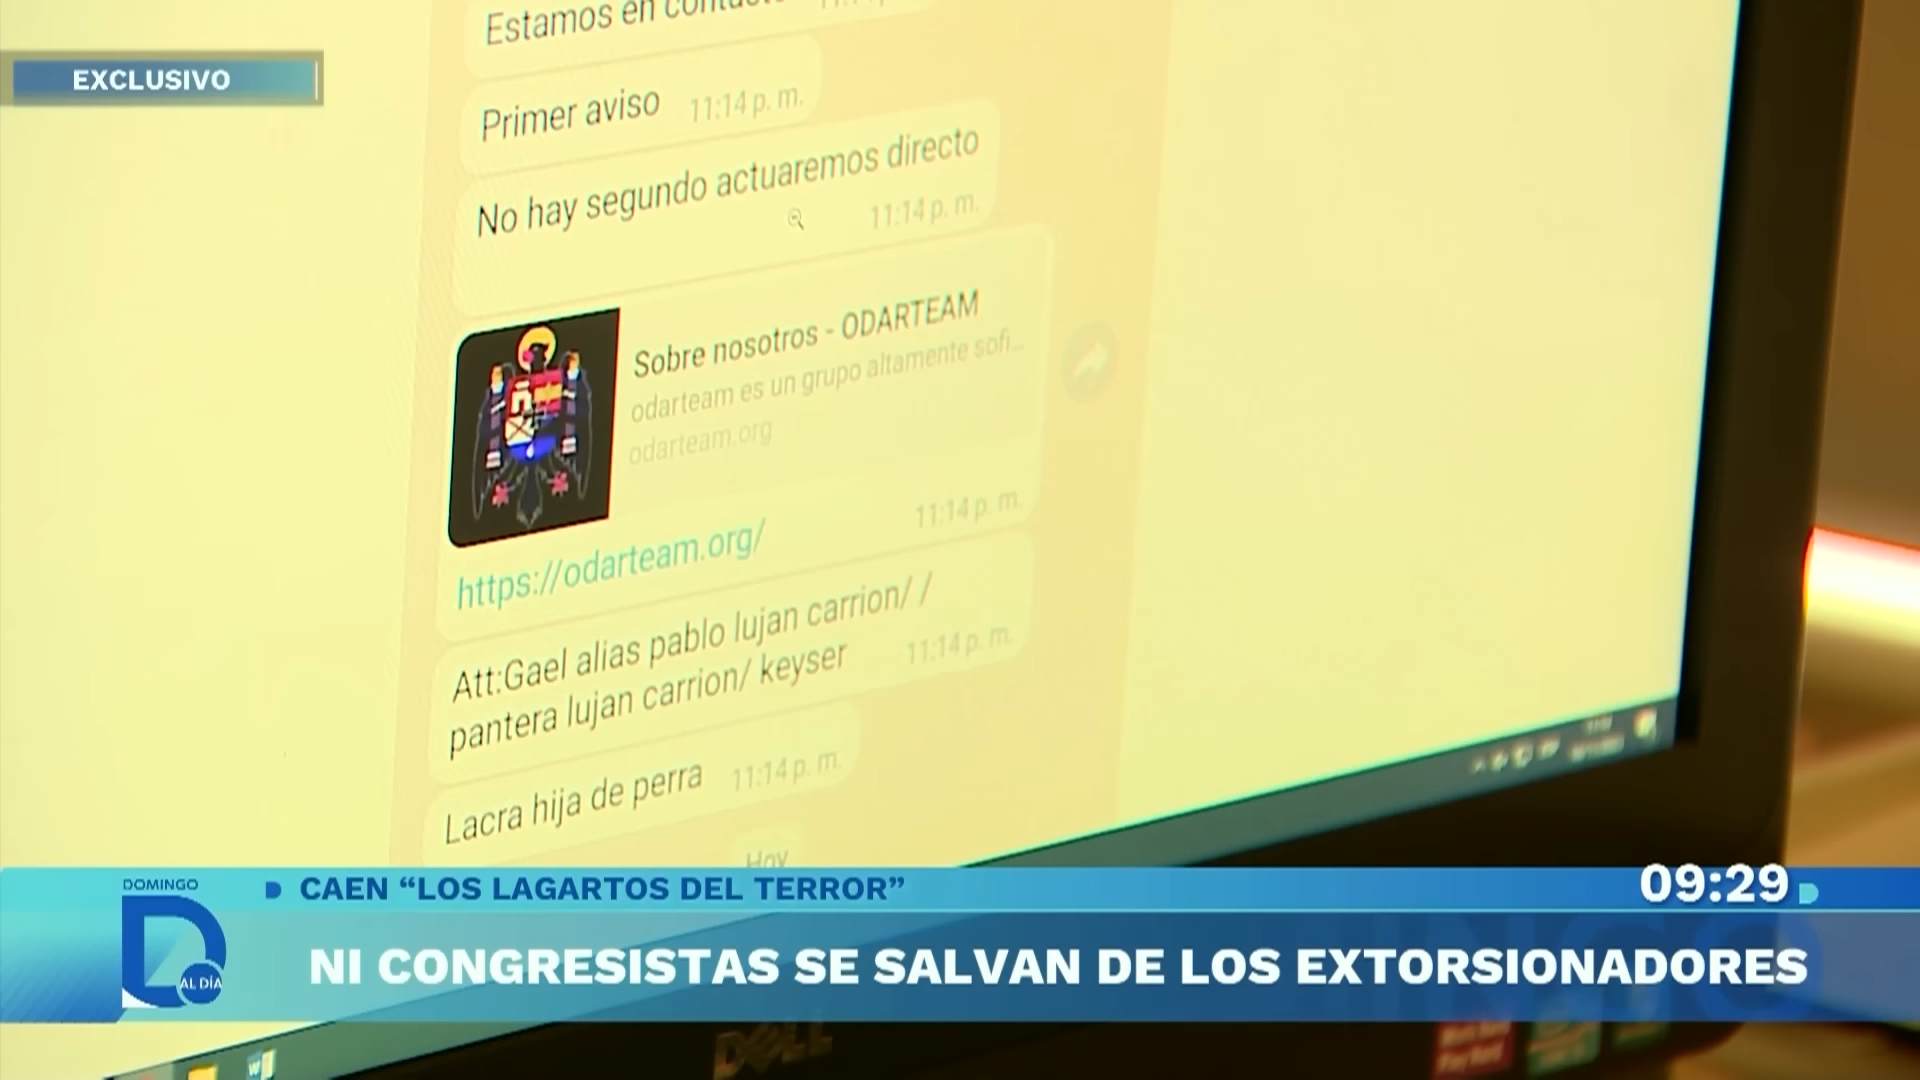 EXCLUSIVO
Estamos en contacto
Primer aviso 11:14 p. m.
No hay segundo actuaremos directo
11:14 p. m.
Sobre nosotros - ODARTEAM
odarteam es un grupo altamente sofi...
odarteam.org
11:14 p. m.
https://odarteam.org/
Att:Gael alias pablo lujan carrion/ /
pantera lujan carrion/ keyser 11:14 p. m.
Lacra hija de perra 11:14 p. m.
Hoy
DOMINGO
AL DÍA
CAEN “LOS LAGARTOS DEL TERROR”
09:29
NI CONGRESISTAS SE SALVAN DE LOS EXTORSIONADORES
DELL